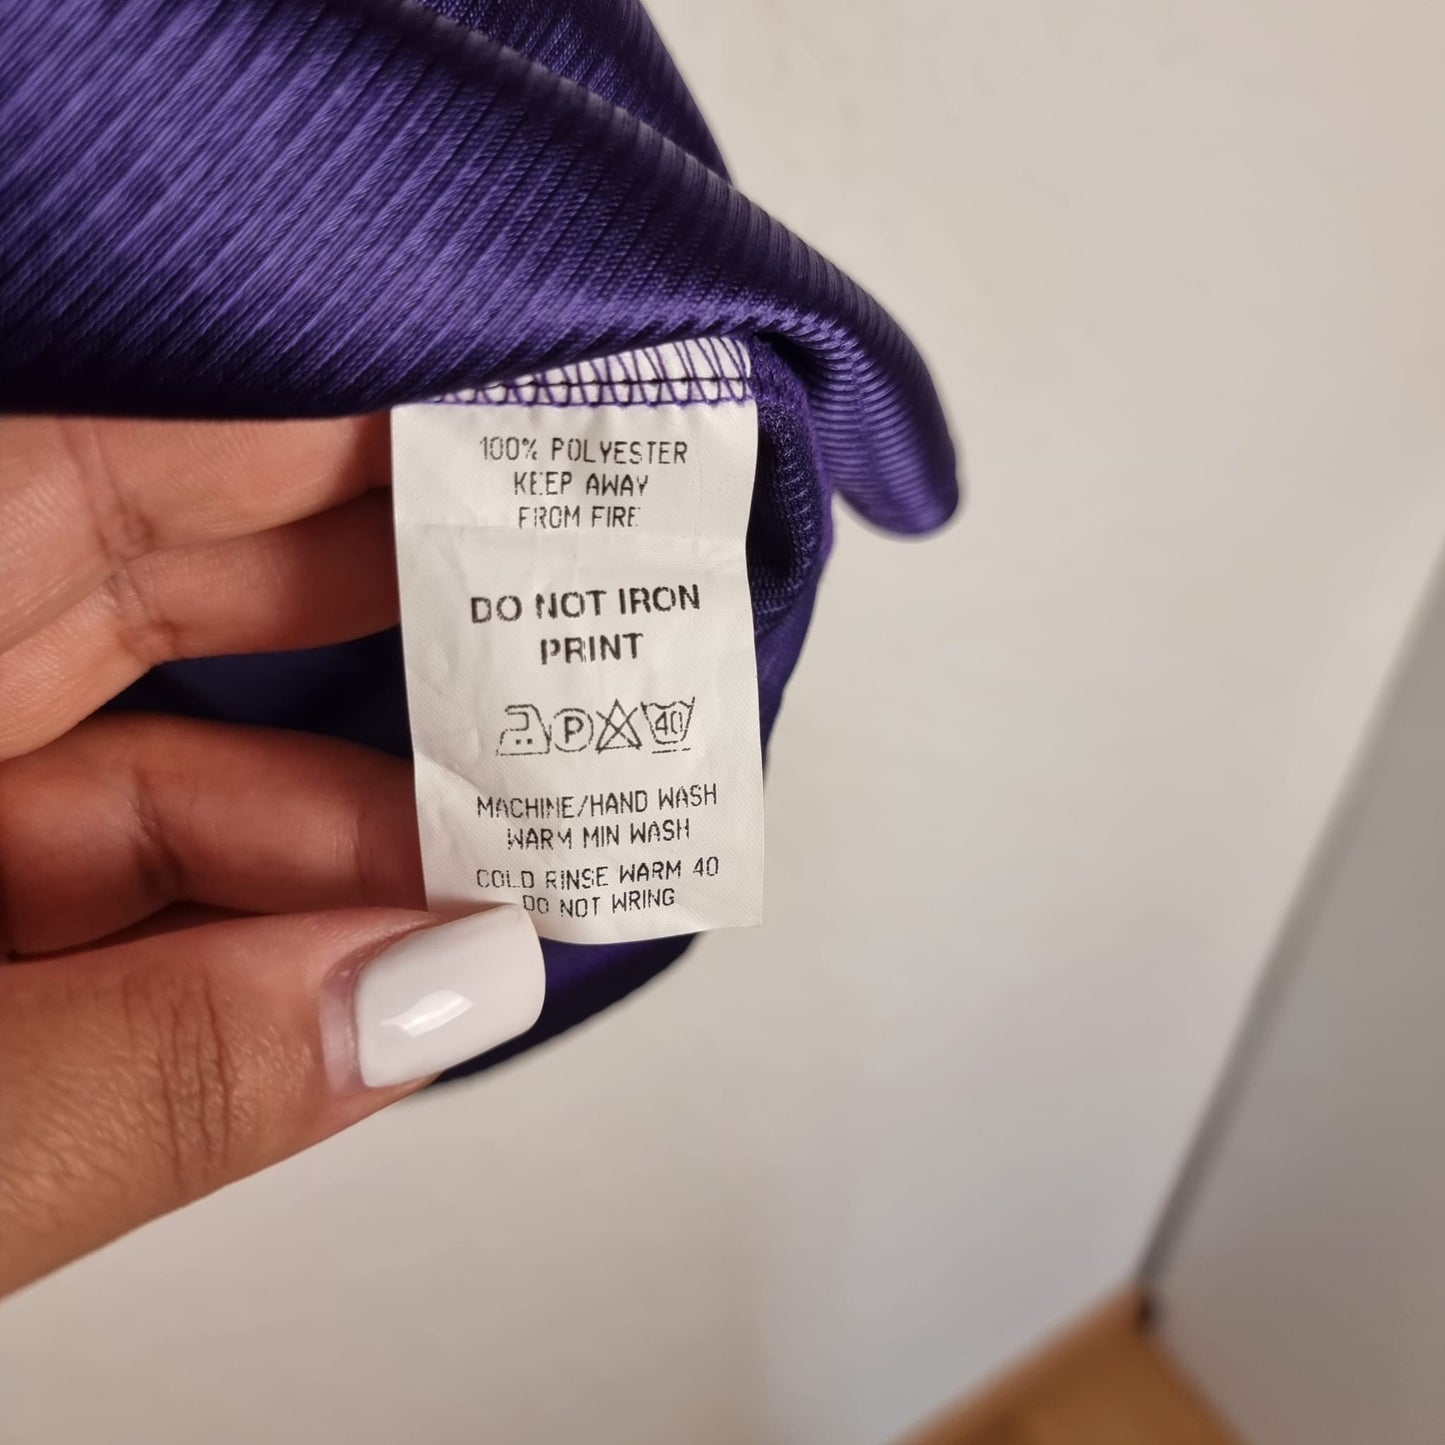 100% POLYESTER
KEEP AWAY
FROM FIRE
DO NOT IRON
PRINT
P 40
MACHINE/HAND WASH
WARM MIN WASH
COLD RINSE WARM 40
DO NOT WRING